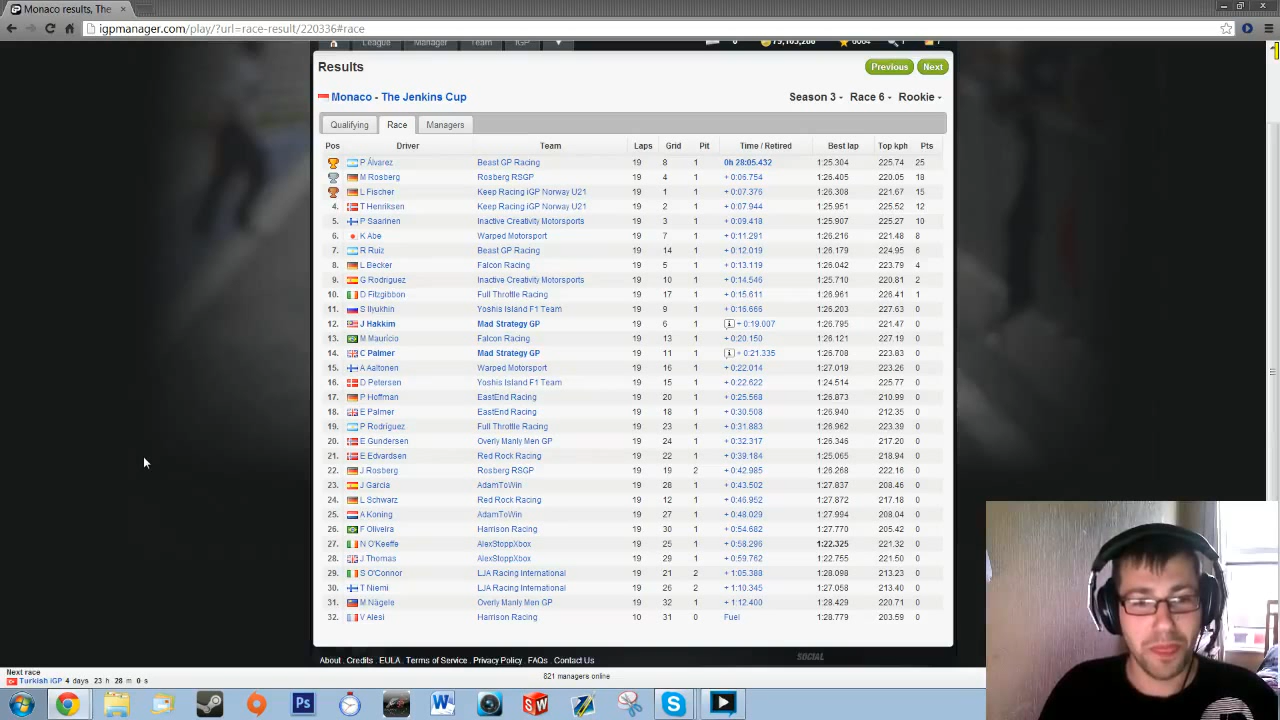 Monaco results, The
igpmanager.com/play/?url=race-result/220336#race
League Manager Team iGP
Results Previous Next
Monaco - The Jenkins Cup Season 3 Race 6 Rookie
Qualifying Race Managers
Pos Driver Team Laps Grid Pit Time / Retired Best lap Top kph Pts
P Álvarez Beast GP Racing 19 8 1 0h 28:05.432 1:25.304 225.74 25
M Rosberg Rosberg RSGP 19 4 1 + 0:06.754 1:26.405 220.05 18
L Fischer Keep Racing iGP Norway U21 19 1 1 + 0:07.376 1:26.308 221.67 15
4. T Henriksen Keep Racing iGP Norway U21 19 2 1 + 0:07.944 1:25.951 225.52 12
5. P Saarinen Inactive Creativity Motorsports 19 3 1 + 0:09.418 1:25.907 225.27 10
6. K Abe Warped Motorsport 19 7 1 + 0:11.291 1:26.216 221.48 8
7. R Ruiz Beast GP Racing 19 14 1 + 0:12.019 1:26.179 224.95 6
8. L Becker Falcon Racing 19 5 1 + 0:13.119 1:26.042 223.79 4
9. G Rodriguez Inactive Creativity Motorsports 19 10 1 + 0:14.546 1:25.710 220.81 2
10. D Fitzgibbon Full Throttle Racing 19 17 1 + 0:15.611 1:26.961 226.41 1
11. S Ilyukhin Yoshis Island F1 Team 19 9 1 + 0:16.666 1:26.203 227.63 0
12. J Hakkim Mad Strategy GP 19 6 1 i + 0:19.007 1:26.795 221.47 0
13. M Maurício Falcon Racing 19 13 1 + 0:20.150 1:26.121 227.19 0
14. C Palmer Mad Strategy GP 19 11 1 i + 0:21.335 1:26.708 223.83 0
15. A Aaltonen Warped Motorsport 19 16 1 + 0:22.014 1:27.019 223.26 0
16. D Petersen Yoshis Island F1 Team 19 15 1 + 0:22.622 1:24.514 225.77 0
17. P Hoffman EastEnd Racing 19 20 1 + 0:25.568 1:26.873 210.99 0
18. E Palmer EastEnd Racing 19 18 1 + 0:30.508 1:26.940 212.35 0
19. P Rodríguez Full Throttle Racing 19 23 1 + 0:31.883 1:26.962 223.39 0
20. E Gundersen Overly Manly Men GP 19 24 1 + 0:32.317 1:26.346 217.20 0
21. E Edvardsen Red Rock Racing 19 22 1 + 0:39.184 1:25.065 218.94 0
22. J Rosberg Rosberg RSGP 19 19 2 + 0:42.985 1:26.268 222.16 0
23. J Garcia AdamToWin 19 28 1 + 0:43.502 1:27.837 208.46 0
24. L Schwarz Red Rock Racing 19 12 1 + 0:46.952 1:27.872 217.18 0
25. A Koning AdamToWin 19 27 1 + 0:48.029 1:27.994 208.04 0
26. F Oliveira Harrison Racing 19 30 1 + 0:54.682 1:27.770 205.42 0
27. N O'Keeffe AlexStoppXbox 19 25 1 + 0:58.296 1:22.325 221.32 0
28. J Thomas AlexStoppXbox 19 29 1 + 0:59.762 1:22.755 221.50 0
29. S O'Connor LJA Racing International 19 21 2 + 1:05.388 1:28.098 213.23 0
30. T Niemi LJA Racing International 19 26 2 + 1:10.345 1:27.058 213.40 0
31. M Nägele Overly Manly Men GP 19 32 1 + 1:12.400 1:28.429 220.71 0
32. V Alesi Harrison Racing 10 31 0 Fuel 1:28.779 203.59 0
About . Credits . EULA . Terms of Service . Privacy Policy . FAQs . Contact Us SOCIAL
Next race
Turkish iGP 4 days 23 h 28 m 0 s 821 managers online
Ps W SW S